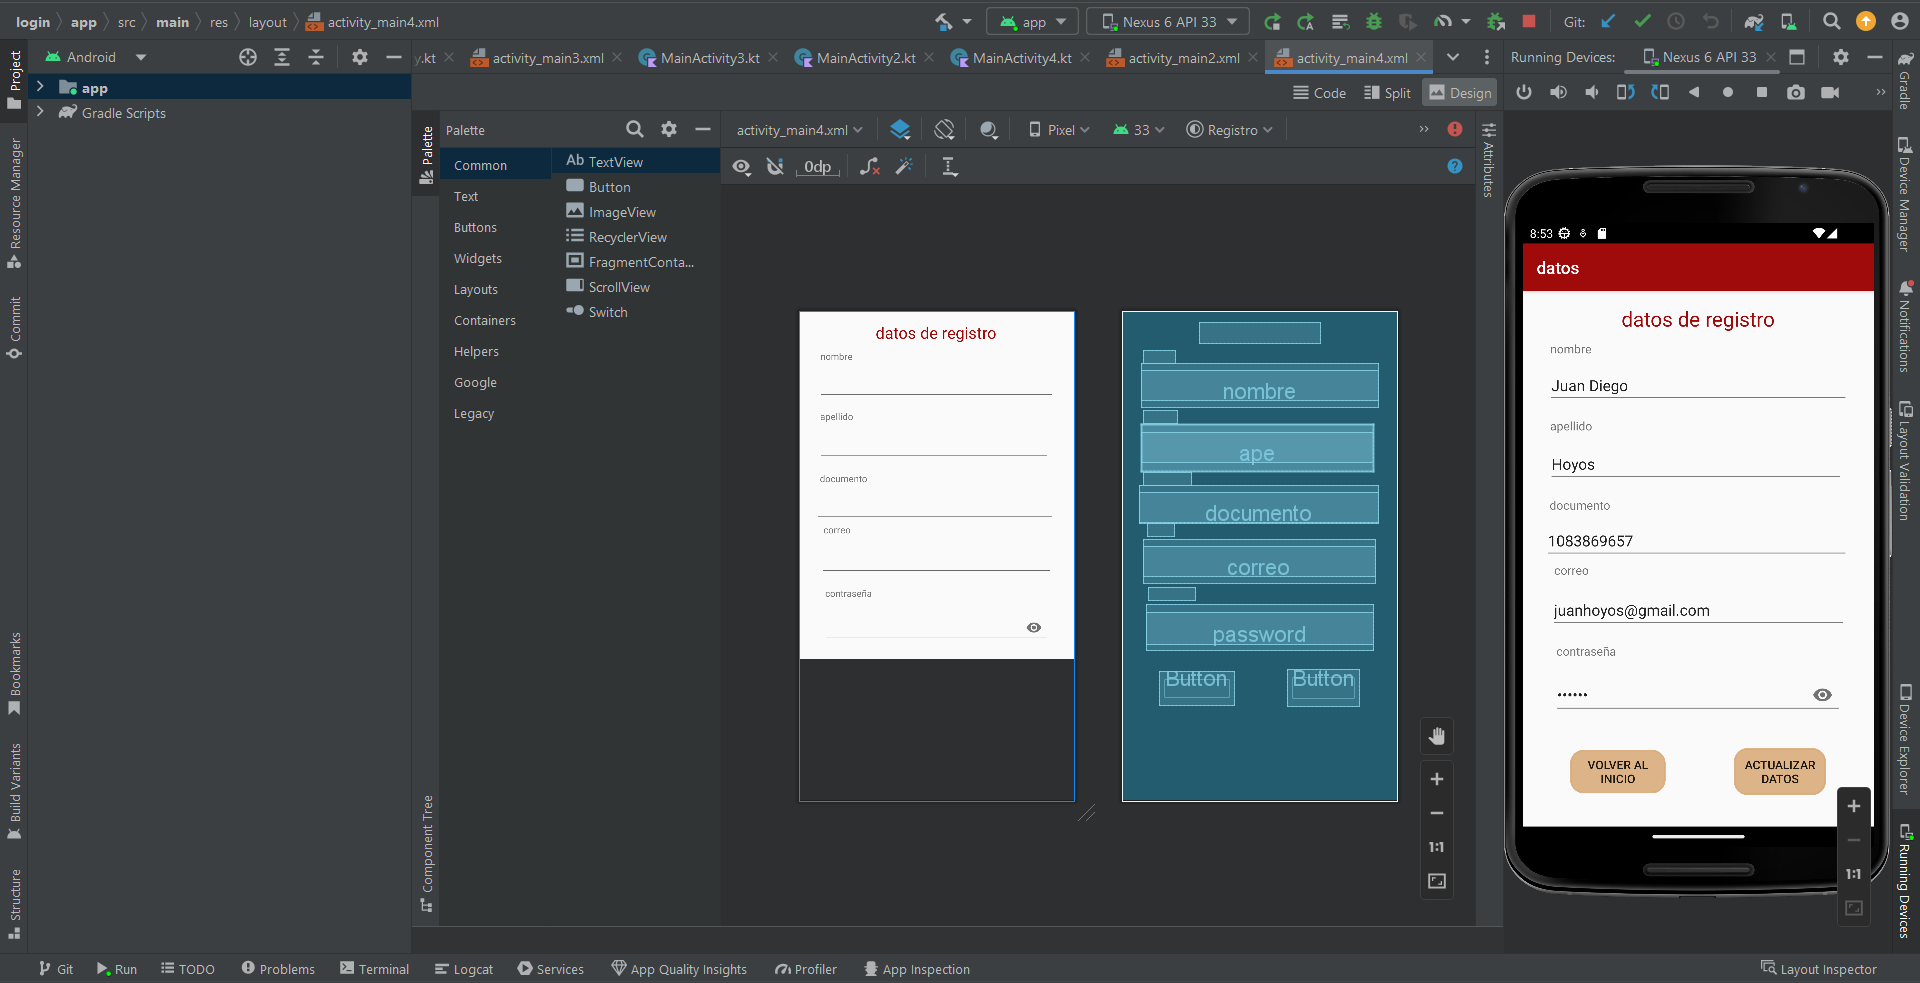 login app src main res layout activity_main4.xml
app
Nexus 6 API 33
Git:
Project
Android
y.kt
activity_main3.xml
MainActivity3.kt
MainActivity2.kt
MainActivity4.kt
activity_main2.xml
activity_main4.xml
Running Devices:
Nexus 6 API 33
Gradle
app
Gradle Scripts
Code
Split
Design
Resource Manager
Commit
Bookmarks
Build Variants
Structure
Palette
Component Tree
Palette
Common
Text
Buttons
Widgets
Layouts
Containers
Helpers
Google
Legacy
Ab TextView
Button
ImageView
RecyclerView
FragmentConta...
ScrollView
Switch
activity_main4.xml
Pixel
33
Registro
0dp
Attributes
datos de registro
nombre
apellido
documento
correo
contraseña
nombre
ape
documento
correo
password
Button
Button
1:1
8:53
datos
datos de registro
nombre
Juan Diego
apellido
Hoyos
documento
1083869657
correo
juanhoyos@gmail.com
contraseña
••••••
VOLVER AL
INICIO
ACTUALIZAR
DATOS
1:1
Device Manager
Notifications
Layout Validation
Device Explorer
Running Devices
Git
Run
TODO
Problems
Terminal
Logcat
Services
App Quality Insights
Profiler
App Inspection
Layout Inspector